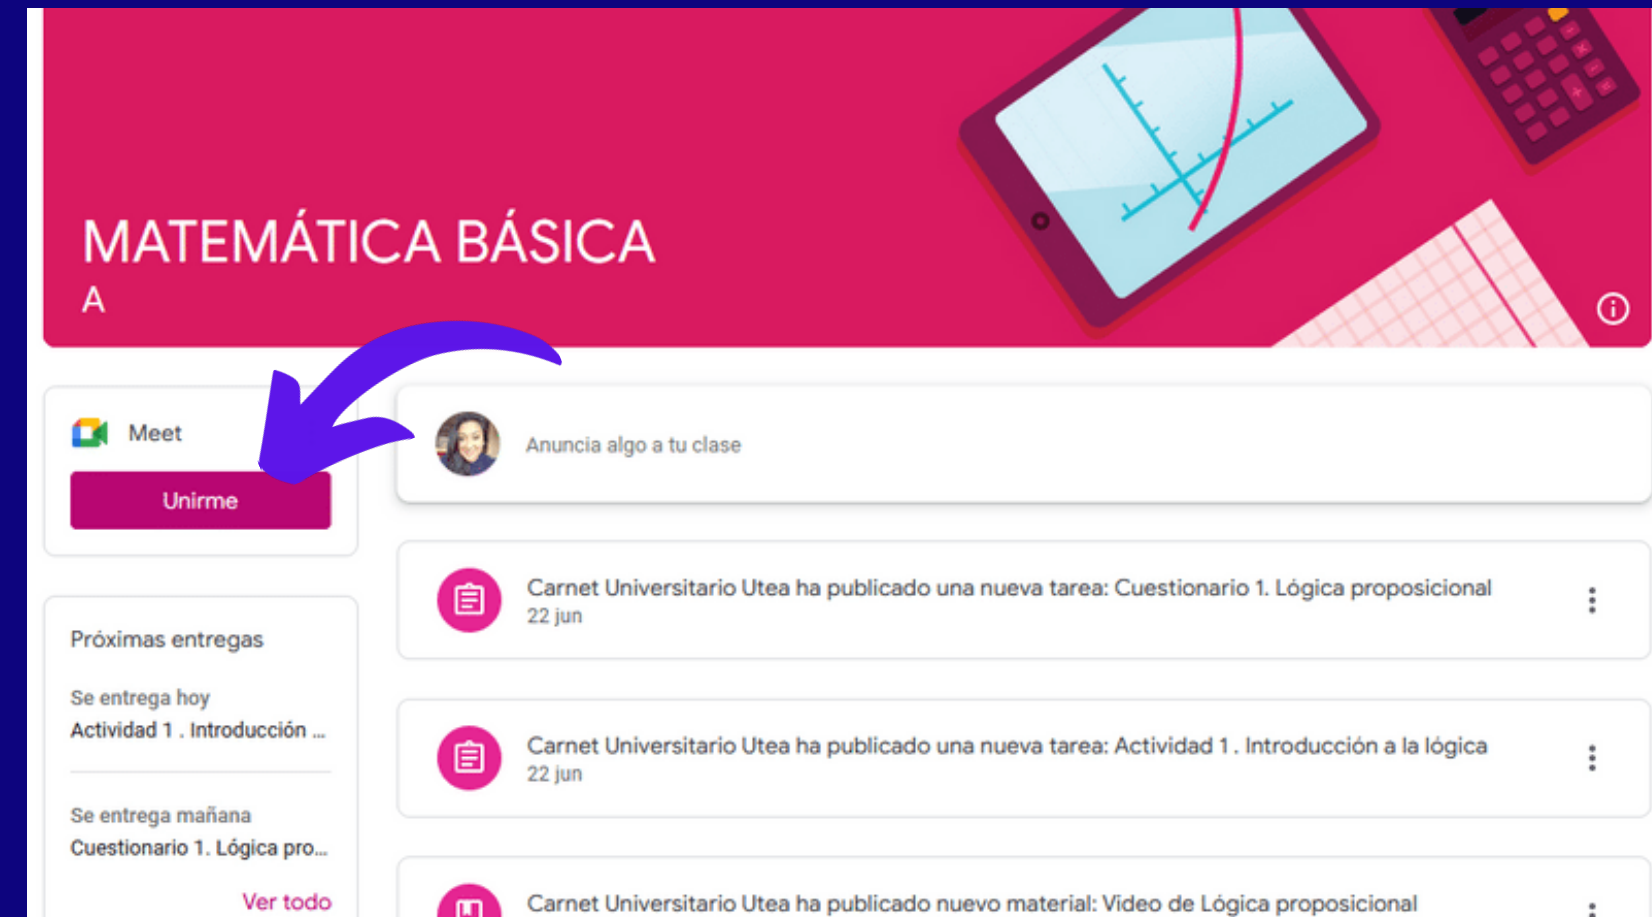 MATEMÁTICA BÁSICA
A
Meet
Unirme
Anuncia algo a tu clase
Carnet Universitario Utea ha publicado una nueva tarea: Cuestionario 1. Lógica proposicional
22 jun
Próximas entregas
Se entrega hoy
Actividad 1 . Introducción ...
Se entrega mañana
Cuestionario 1. Lógica pro...
Ver todo
Carnet Universitario Utea ha publicado una nueva tarea: Actividad 1 . Introducción a la lógica
22 jun
Carnet Universitario Utea ha publicado nuevo material: Video de Lógica proposicional